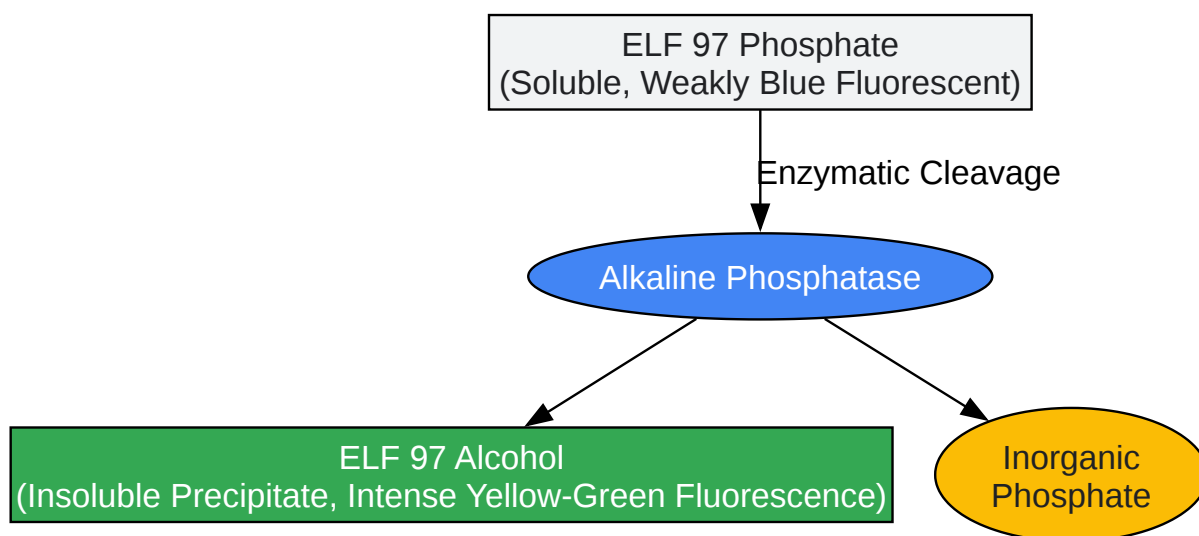 ELF 97 Phosphate
(Soluble, Weakly Blue Fluorescent)
Enzymatic Cleavage
Alkaline Phosphatase
ELF 97 Alcohol
(Insoluble Precipitate, Intense Yellow-Green Fluorescence)
Inorganic
Phosphate